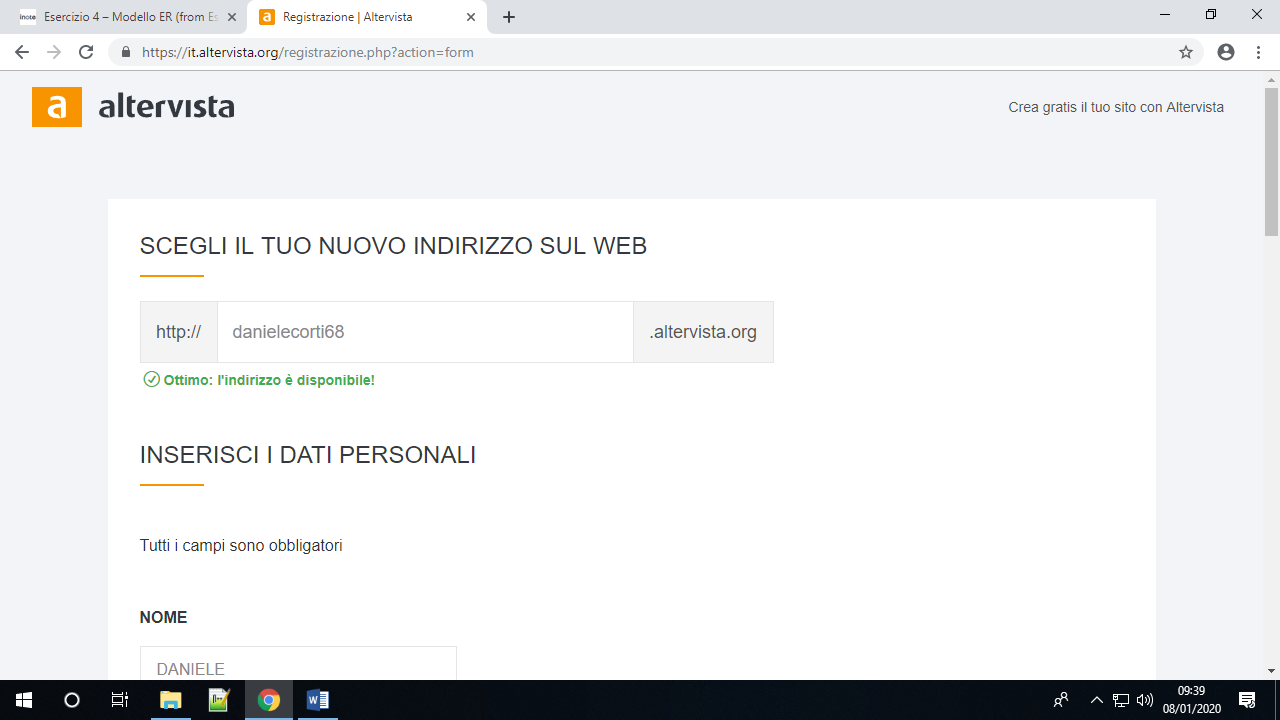 Esercizio 4 – Modello ER (from Es
Registrazione | Altervista
https://it.altervista.org/registrazione.php?action=form
a altervista
Crea gratis il tuo sito con Altervista
SCEGLI IL TUO NUOVO INDIRIZZO SUL WEB
http:// danielecorti68 .altervista.org
Ottimo: l'indirizzo è disponibile!
INSERISCI I DATI PERSONALI
Tutti i campi sono obbligatori
NOME
DANIELE
09:39
08/01/2020